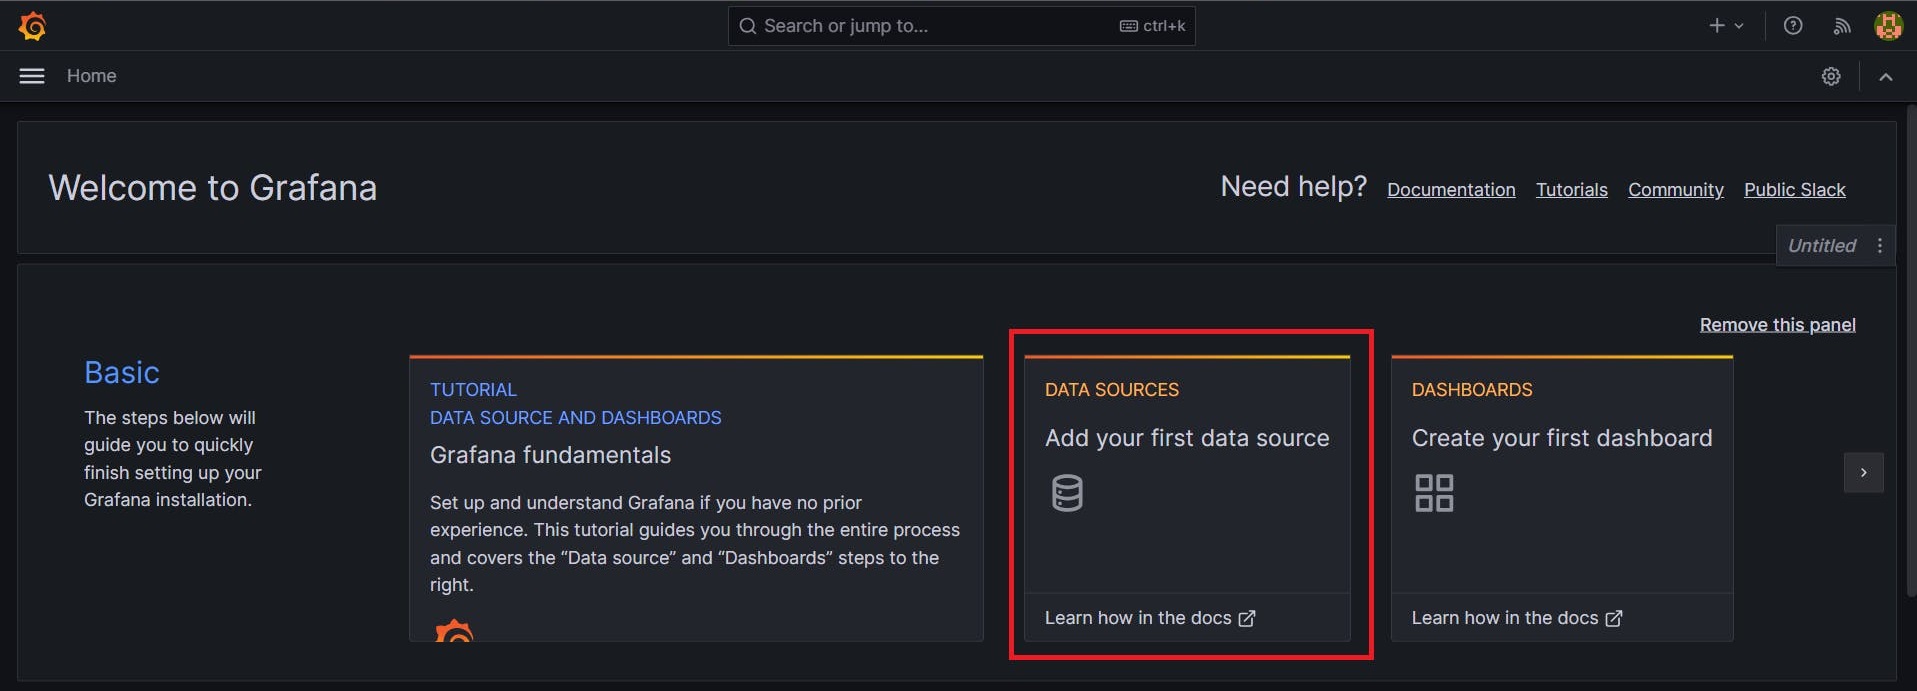 Search or jump to...
ctrl+k
Home
Welcome to Grafana
Need help?
Documentation
Tutorials
Community
Public Slack
Untitled
Remove this panel
Basic
The steps below will
guide you to quickly
finish setting up your
Grafana installation.
TUTORIAL
DATA SOURCE AND DASHBOARDS
Grafana fundamentals
Set up and understand Grafana if you have no prior
experience. This tutorial guides you through the entire process
and covers the “Data source” and “Dashboards” steps to the
right.
DATA SOURCES
Add your first data source
Learn how in the docs
DASHBOARDS
Create your first dashboard
Learn how in the docs